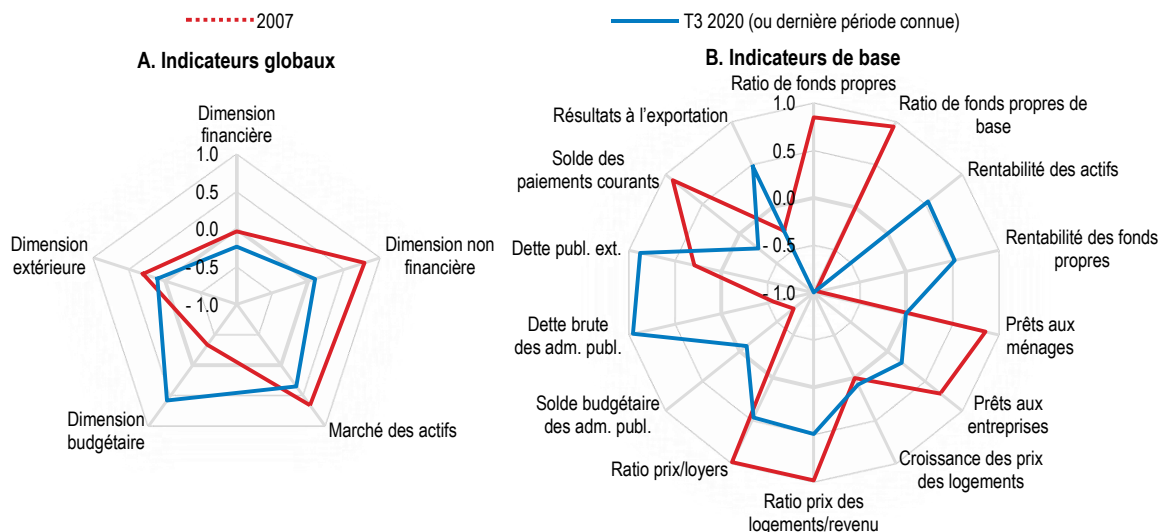 2007
T3 2020 (ou dernière période connue)
A. Indicateurs globaux
Dimension
financière
1.0
0.5
0.0
- 0.5
- 1.0
Dimension non
financière
Marché des actifs
Dimension
budgétaire
Dimension
extérieure
B. Indicateurs de base
Ratio de fonds propres
1.0
0.5
0.0
- 0.5
- 1.0
Ratio de fonds propres de
base
Rentabilité des actifs
Rentabilité des fonds
propres
Prêts aux
ménages
Prêts aux
entreprises
Croissance des prix
des logements
Ratio prix des
logements/revenu
Ratio prix/loyers
Solde budgétaire
des adm. publ.
Dette brute
des adm. publ.
Dette publ. ext.
Solde des
paiements courants
Résultats à l'exportation